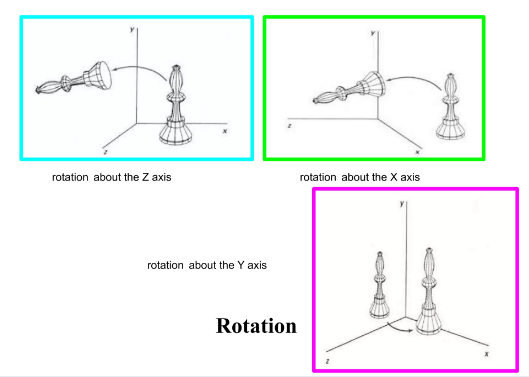 y
x
z
y
z
x
rotation about the Z axis
rotation about the X axis
y
z
x
rotation about the Y axis
Rotation